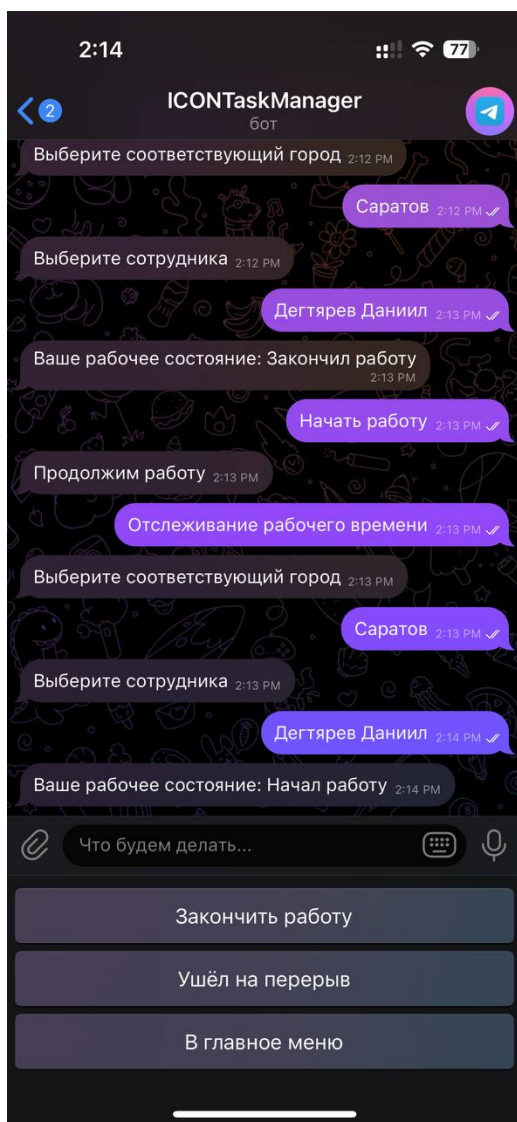 2:14
77
2
ICONTaskManager
бот
Выберите соответствующий город 2:12 PM
Саратов 2:12 PM
Выберите сотрудника 2:12 PM
Дегтярев Даниил 2:13 PM
Ваше рабочее состояние: Закончил работу
2:13 PM
Начать работу 2:13 PM
Продолжим работу 2:13 PM
Отслеживание рабочего времени 2:13 PM
Выберите соответствующий город 2:13 PM
Саратов 2:13 PM
Выберите сотрудника 2:13 PM
Дегтярев Даниил 2:14 PM
Ваше рабочее состояние: Начал работу 2:14 PM
Что будем делать...
Закончить работу
Ушёл на перерыв
В главное меню